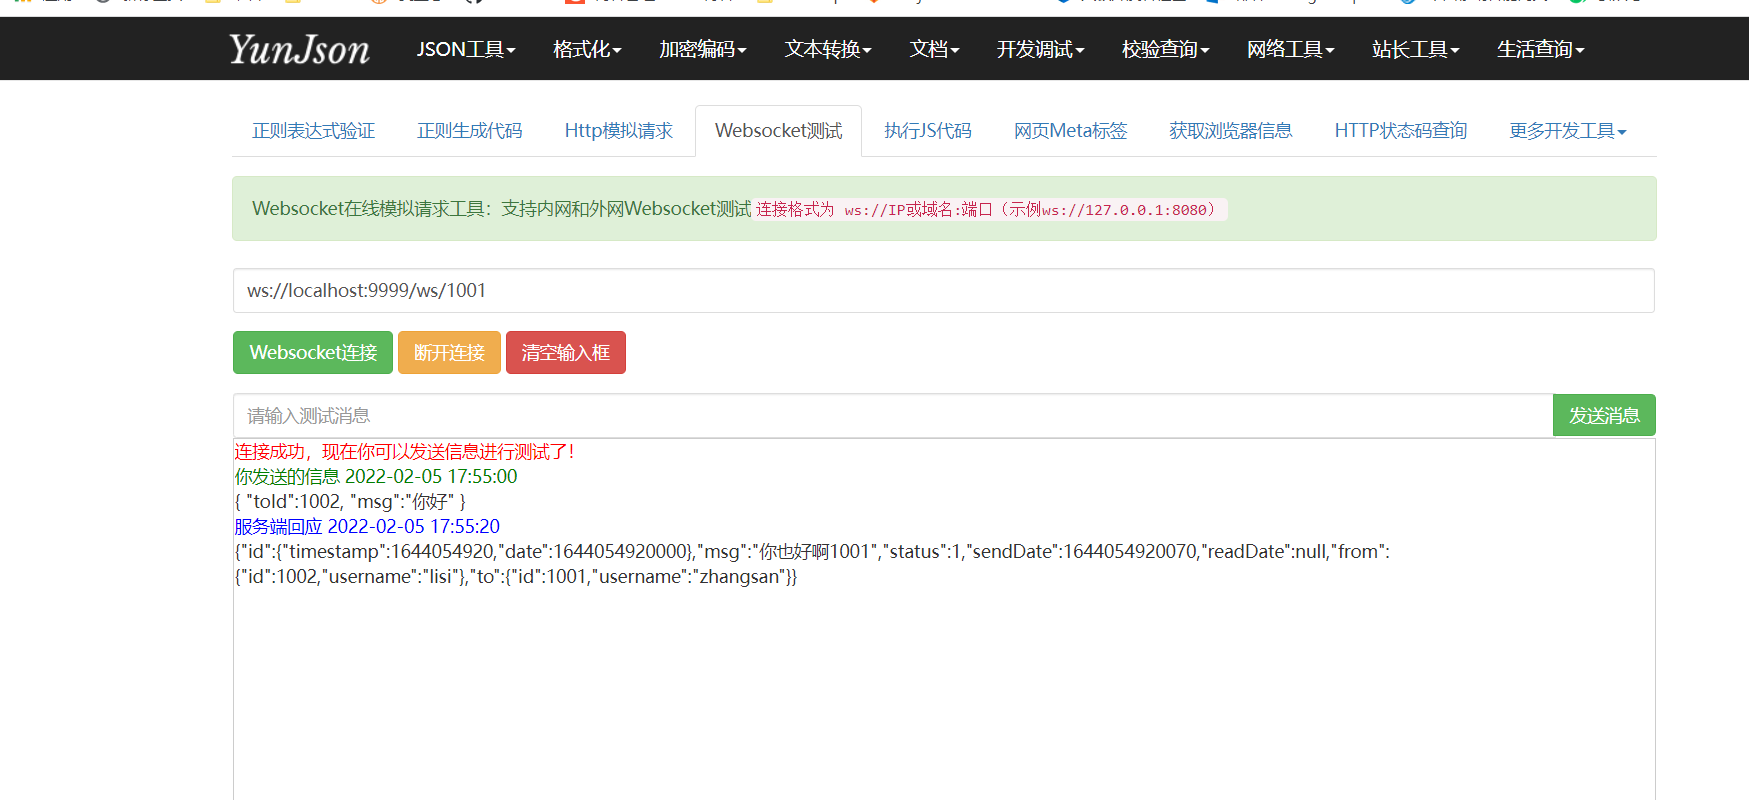 YunJson JSON工具 格式化 加密编码 文本转换 文档 开发调试 校验查询 网络工具 站长工具 生活查询
正则表达式验证 正则生成代码 Http模拟请求 Websocket测试 执行JS代码 网页Meta标签 获取浏览器信息 HTTP状态码查询 更多开发工具
Websocket在线模拟请求工具：支持内网和外网Websocket测试 连接格式为 ws://IP或域名:端口（示例ws://127.0.0.1:8080）
ws://localhost:9999/ws/1001
Websocket连接 断开连接 清空输入框
请输入测试消息 发送消息
连接成功，现在你可以发送信息进行测试了！
你发送的信息 2022-02-05 17:55:00
{ "toId":1002, "msg":"你好" }
服务端回应 2022-02-05 17:55:20
{"id":{"timestamp":1644054920,"date":1644054920000},"msg":"你也好啊1001","status":1,"sendDate":1644054920070,"readDate":null,"from":
{"id":1002,"username":"lisi"},"to":{"id":1001,"username":"zhangsan"}}